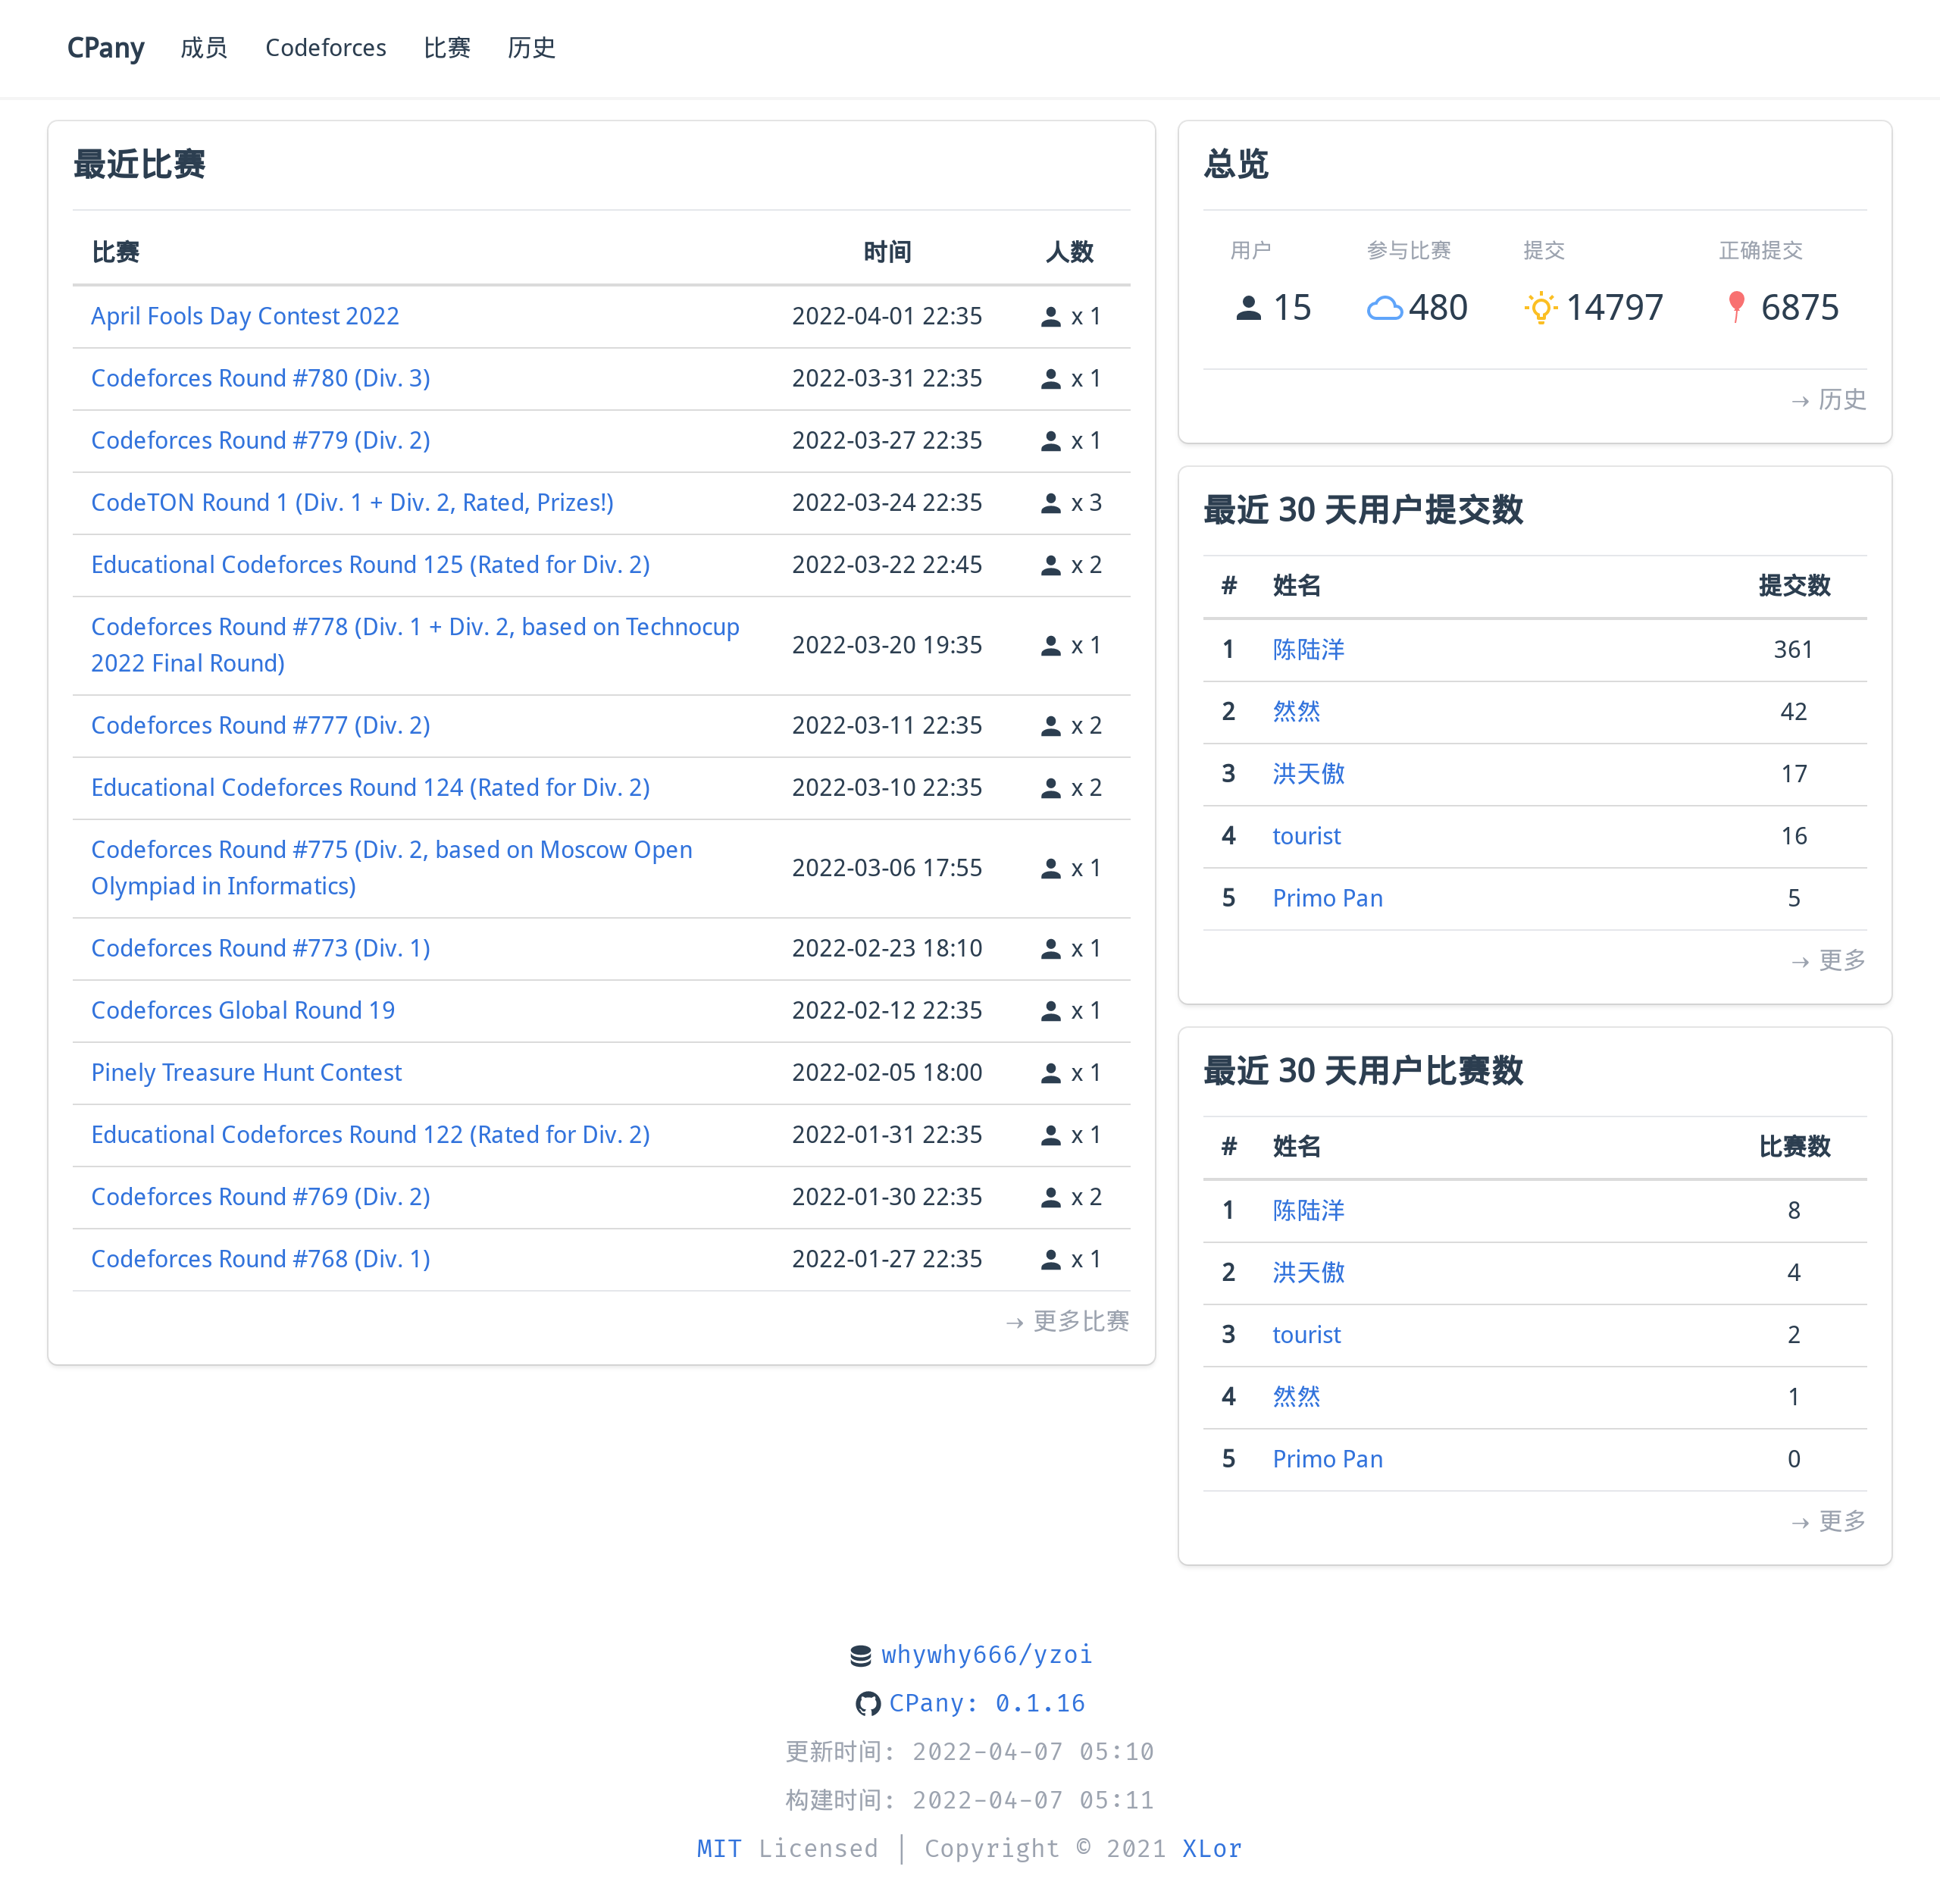 CPany 成员 Codeforces 比赛 历史
最近比赛
比赛 时间 人数
April Fools Day Contest 2022 2022-04-01 22:35 x 1
Codeforces Round #780 (Div. 3) 2022-03-31 22:35 x 1
Codeforces Round #779 (Div. 2) 2022-03-27 22:35 x 1
CodeTON Round 1 (Div. 1 + Div. 2, Rated, Prizes!) 2022-03-24 22:35 x 3
Educational Codeforces Round 125 (Rated for Div. 2) 2022-03-22 22:45 x 2
Codeforces Round #778 (Div. 1 + Div. 2, based on Technocup
2022 Final Round) 2022-03-20 19:35 x 1
Codeforces Round #777 (Div. 2) 2022-03-11 22:35 x 2
Educational Codeforces Round 124 (Rated for Div. 2) 2022-03-10 22:35 x 2
Codeforces Round #775 (Div. 2, based on Moscow Open
Olympiad in Informatics) 2022-03-06 17:55 x 1
Codeforces Round #773 (Div. 1) 2022-02-23 18:10 x 1
Codeforces Global Round 19 2022-02-12 22:35 x 1
Pinely Treasure Hunt Contest 2022-02-05 18:00 x 1
Educational Codeforces Round 122 (Rated for Div. 2) 2022-01-31 22:35 x 1
Codeforces Round #769 (Div. 2) 2022-01-30 22:35 x 2
Codeforces Round #768 (Div. 1) 2022-01-27 22:35 x 1
→ 更多比赛
总览
用户 参与比赛 提交 正确提交
15 480 14797 6875
→ 历史
最近 30 天用户提交数
# 姓名 提交数
1 陈陆洋 361
2 然然 42
3 洪天傲 17
4 tourist 16
5 Primo Pan 5
→ 更多
最近 30 天用户比赛数
# 姓名 比赛数
1 陈陆洋 8
2 洪天傲 4
3 tourist 2
4 然然 1
5 Primo Pan 0
→ 更多
whywhy666/yzoi
CPany: 0.1.16
更新时间: 2022-04-07 05:10
构建时间: 2022-04-07 05:11
MIT Licensed | Copyright © 2021 XLor